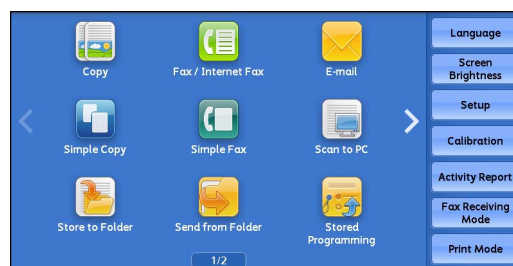 Copy
Fax / Internet Fax
E-mail
Simple Copy
Simple Fax
Scan to PC
Store to Folder
Send from Folder
Stored
Programming
1/2
Language
Screen
Brightness
Setup
Calibration
Activity Report
Fax Receiving
Mode
Print Mode